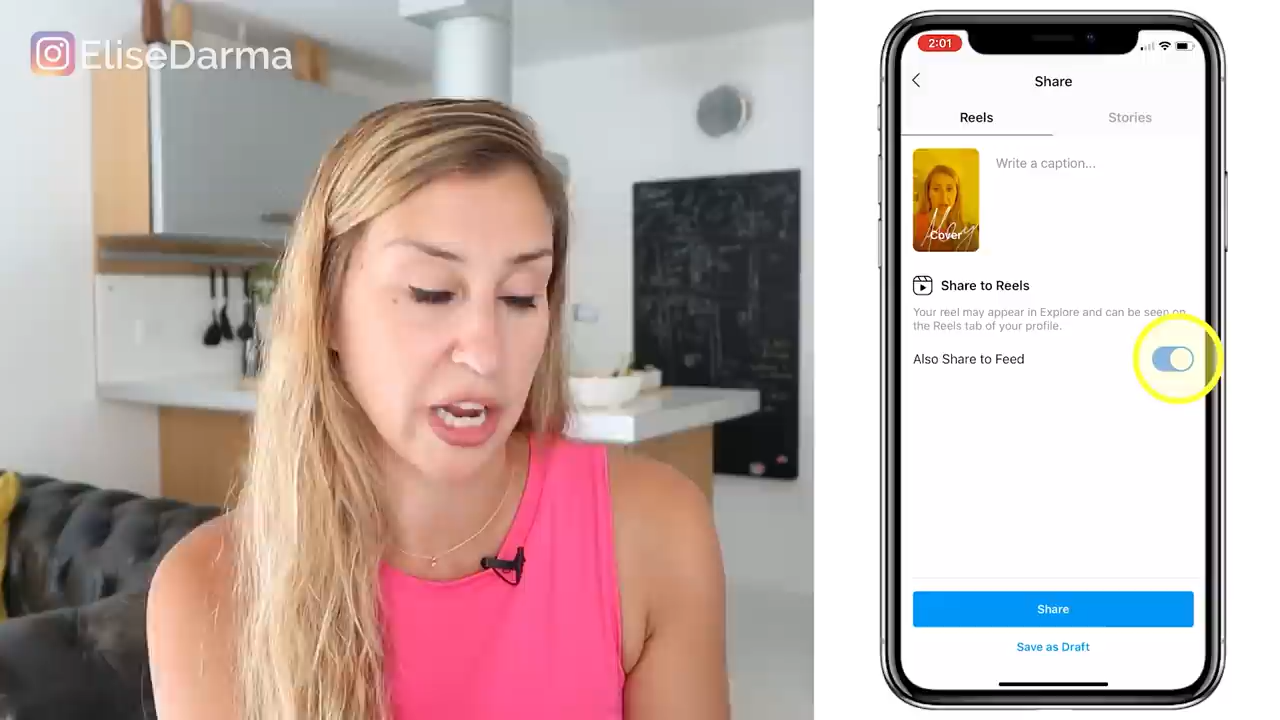 EliseDarma
2:01
Share
Reels
Stories
Write a caption...
Cover
Share to Reels
Your reel may appear in Explore and can be seen on
the Reels tab of your profile.
Also Share to Feed
Share
Save as Draft